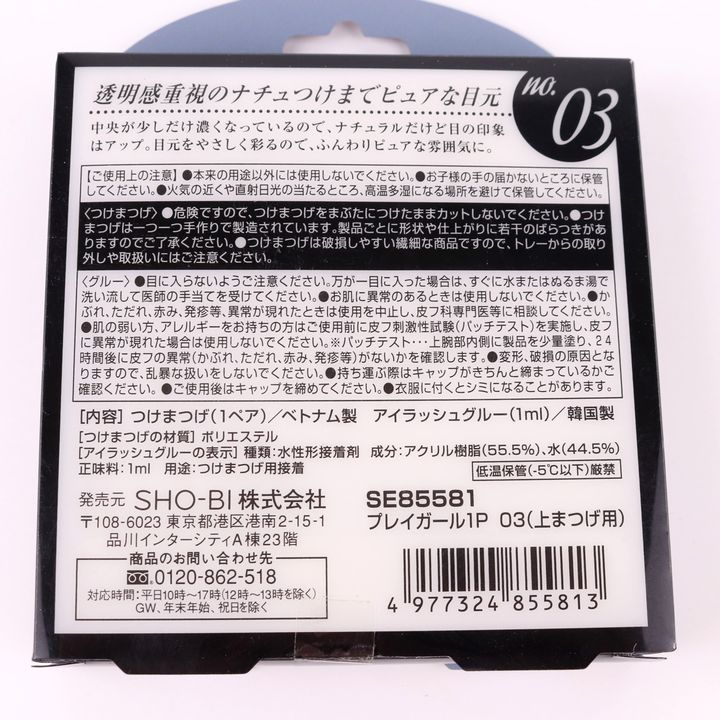 透明感重視のナチュつけまでピュアな目元
no. 03
中央が少しだけ濃くなっているので、ナチュラルだけど目の印象
はアップ。目元をやさしく彩るので、ふんわりピュアな雰囲気に。
【ご使用上の注意】●本来の用途以外には使用しないでください。●お子様の手の届かないところに保管
してください。●火気の近くや直射日光の当たるところ、高温多湿になる場所を避けて保管してください。
〈つけまつげ〉●危険ですので、つけまつげをまぶたにつけたままカットしないでください。●つけ
まつげは一つ一つ手作りで製造されています。製品ごとに形状や仕上がりに若干のばらつきがあ
りますのでご了承ください。●つけまつげは破損しやすい繊細な商品ですので、トレーからの取り
外しや取扱いにはご注意ください。
〈グルー〉●目に入らないようご注意ください。万が一目に入った場合は、すぐに水またはぬるま湯で
洗い流して医師の手当てを受けてください。●お肌に異常のあるときは使用しないでください。●か
ぶれ、ただれ、赤み、発疹等、異常が現れたときは使用を中止し、皮フ科専門医等に相談してください。
●肌の弱い方、アレルギーをお持ちの方はご使用前に皮フ刺激性試験(パッチテスト)を実施し、皮フ
に異常が現れた場合は使用しないでください。※パッチテスト・・・上腕部内側に製品を少量塗り、24
時間後に皮フの異常(かぶれ、ただれ、赤み、発疹等)がないかを確認します。●変形、破損の原因とな
りますので、乱暴な扱いをしないでください。●持ち運ぶ際はキャップがきちんと締まっているかご
確認ください。●ご使用後はキャップを締めてください。●衣服に付くとシミになることがあります。
[内容] つけまつげ(1ペア)/ベトナム製 アイラッシュグルー(1ml)/韓国製
[つけまつげの材質] ポリエステル
[アイラッシュグルーの表示] 種類:水性形接着剤 成分:アクリル樹脂(55.5%)、水(44.5%)
正味料:1ml 用途:つけまつげ用接着
低温保管(-5℃以下)厳禁
発売元 SHO-BI株式会社
〒108-6023 東京都港区港南2-15-1
品川インターシティA棟23階
商品のお問い合わせ先
0120-862-518
対応時間:平日10時〜17時(12時〜13時を除く)
GW、年末年始、祝日を除く
SE85581
プレイガール1P 03(上まつげ用)
4 977324 855813